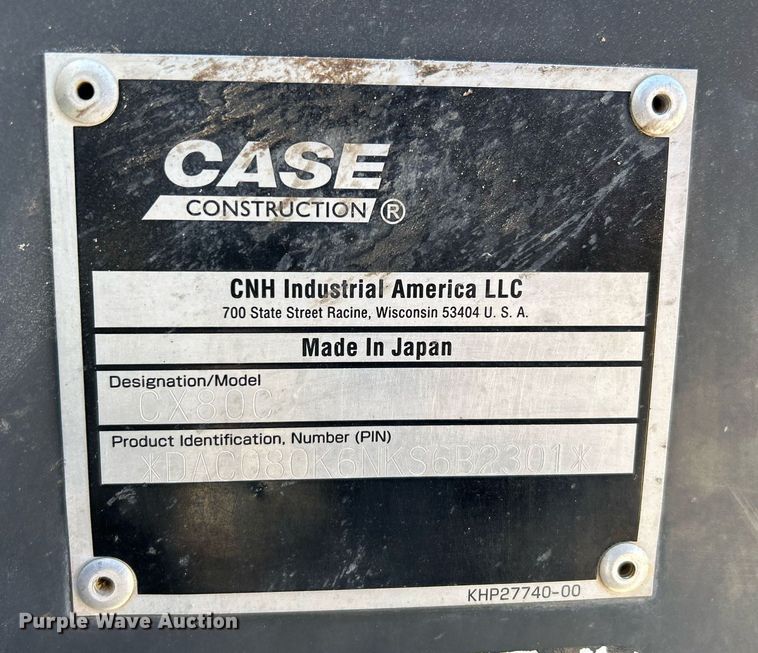 CASE
CONSTRUCTION ®
CNH Industrial America LLC
700 State Street Racine, Wisconsin 53404 U. S. A.
Made In Japan
Designation/Model
CX80C
Product Identification, Number (PIN)
*DAC080K6NKS6B2301*
KHP27740-00
Purple Wave Auction